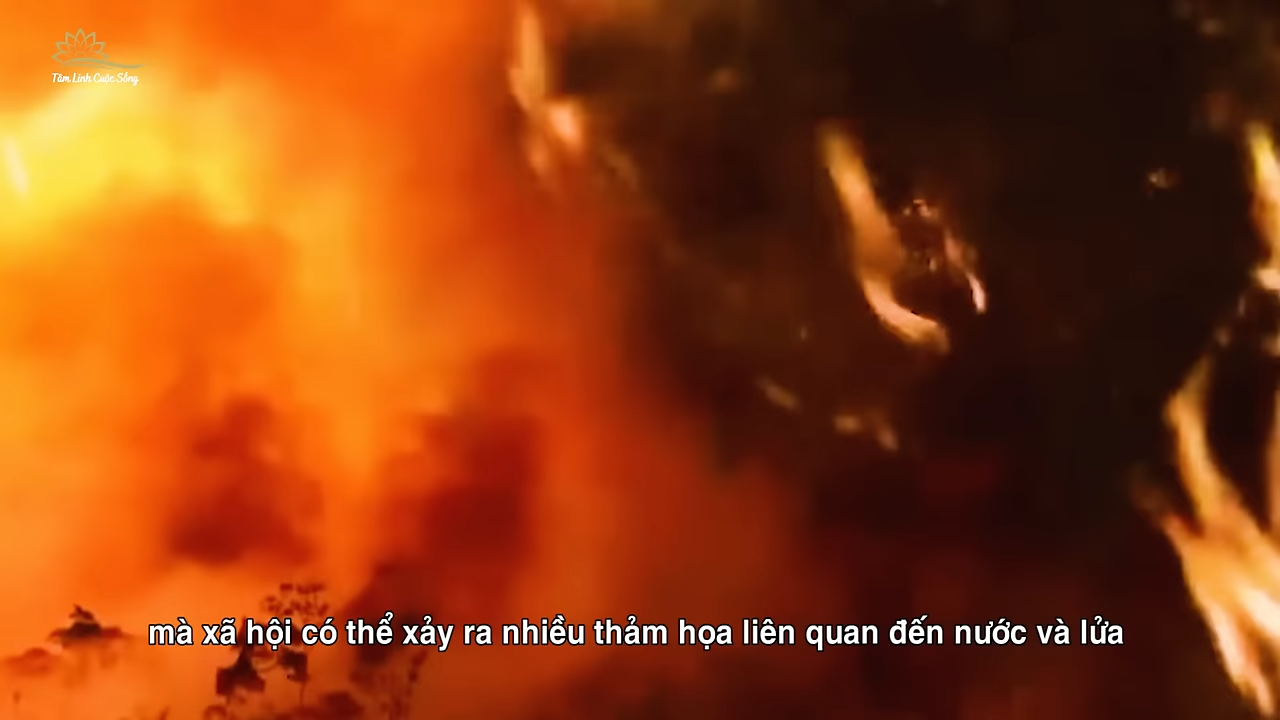 Tâm Linh Cuộc Sống
mà xã hội có thể xảy ra nhiều thảm họa liên quan đến nước và lửa